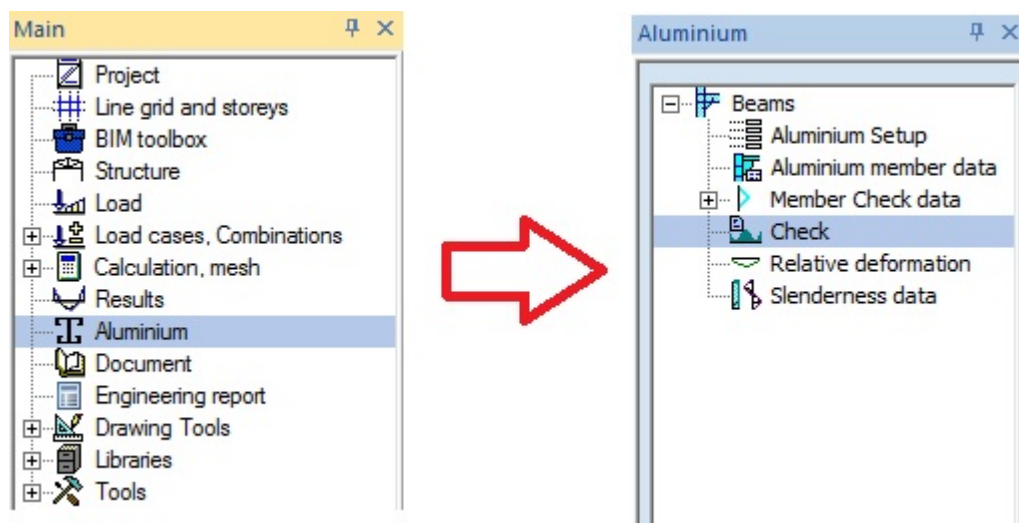 Main
Project
Line grid and storeys
BIM toolbox
Structure
Load
Load cases, Combinations
Calculation, mesh
Results
Aluminium
Document
Engineering report
Drawing Tools
Libraries
Tools
Aluminium
Beams
Aluminium Setup
Aluminium member data
Member Check data
Check
Relative deformation
Slenderness data